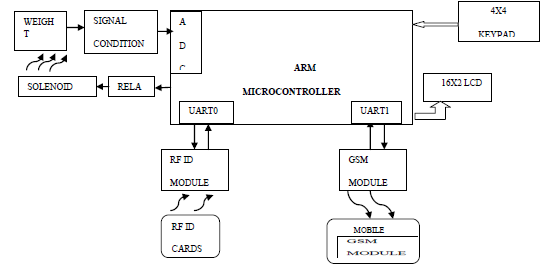 WEIGH
T
SIGNAL
CONDITION
A
D
C
ARM
MICROCONTROLLER
4X4
KEYPAD
SOLENOID
RELA
16X2 LCD
UART0
UART1
RF ID
MODULE
GSM
MODULE
RF ID
CARDS
MOBILE
GSM
MODULE